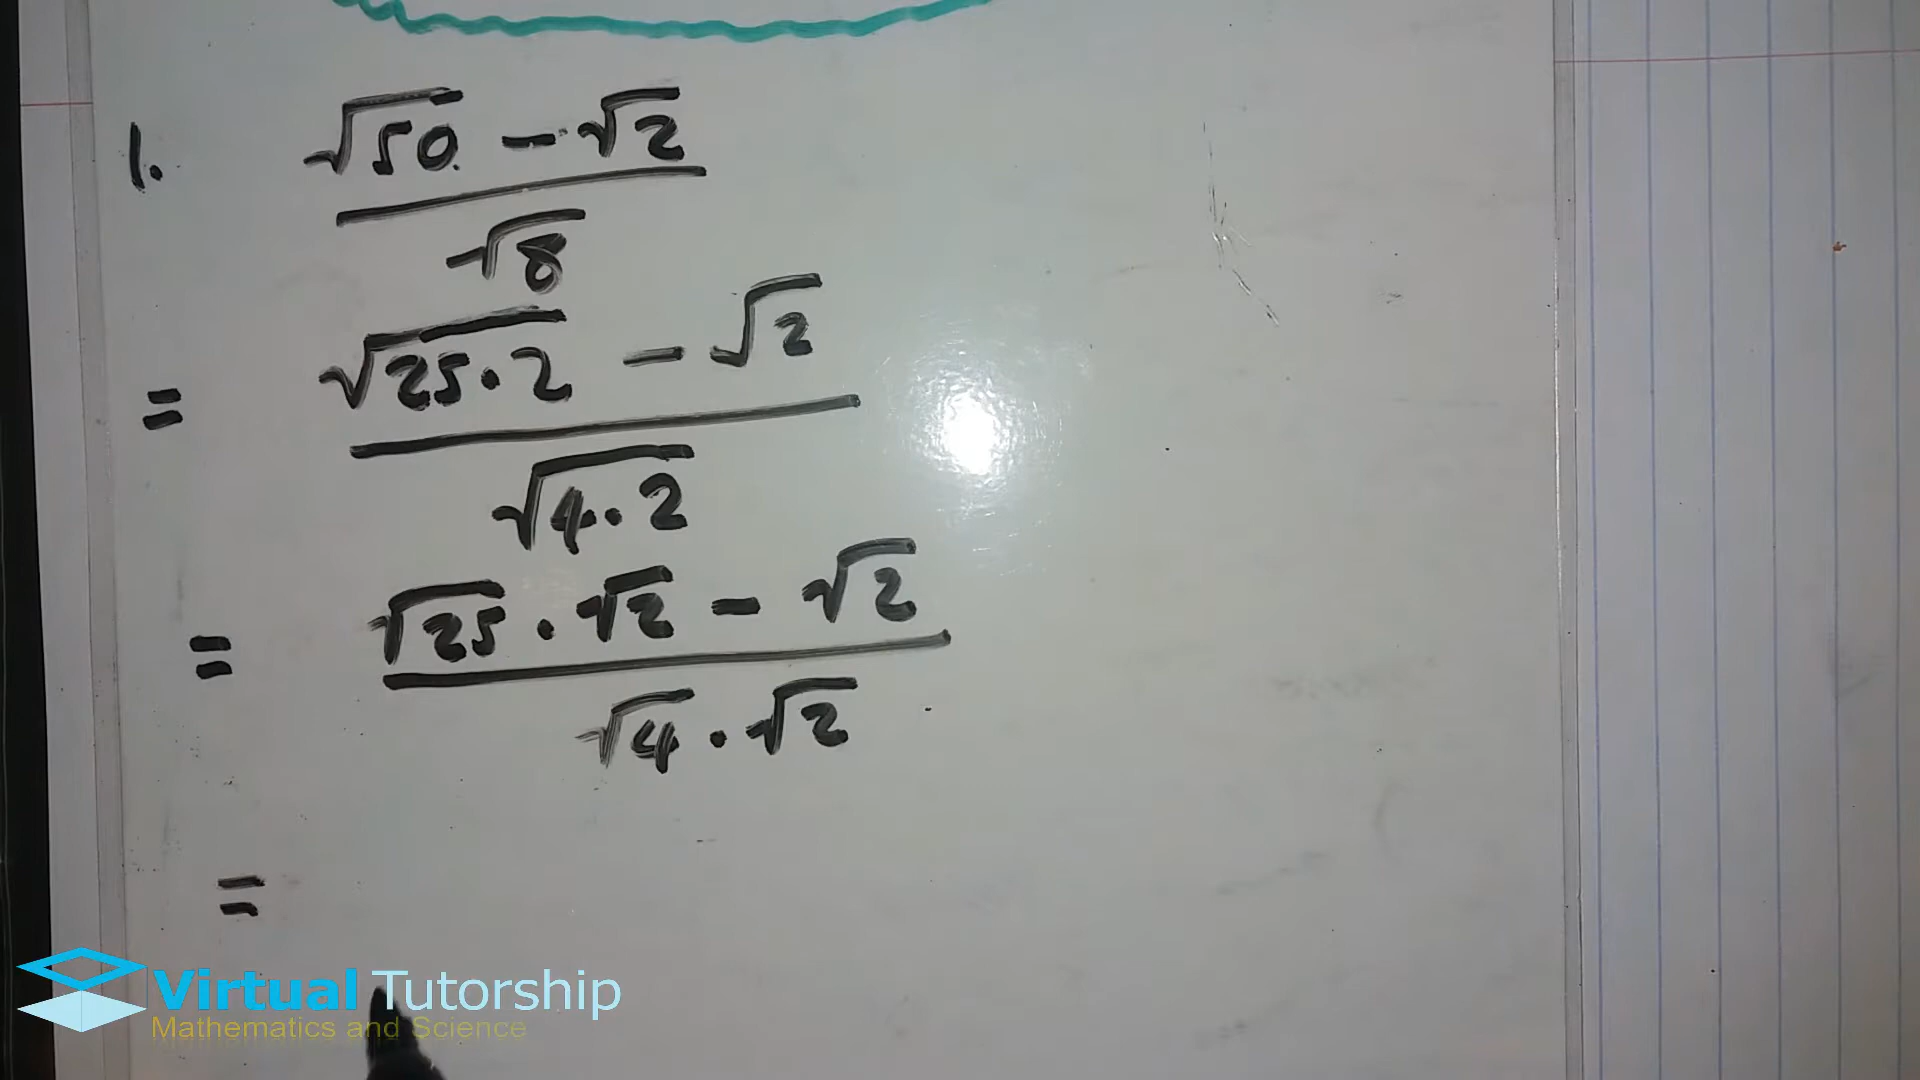 1. √50 - √2
√8
= √25·2 - √2
√4·2
= √25 · √2 - √2
√4 · √2
=
Virtual Tutorship
Mathematics and Science